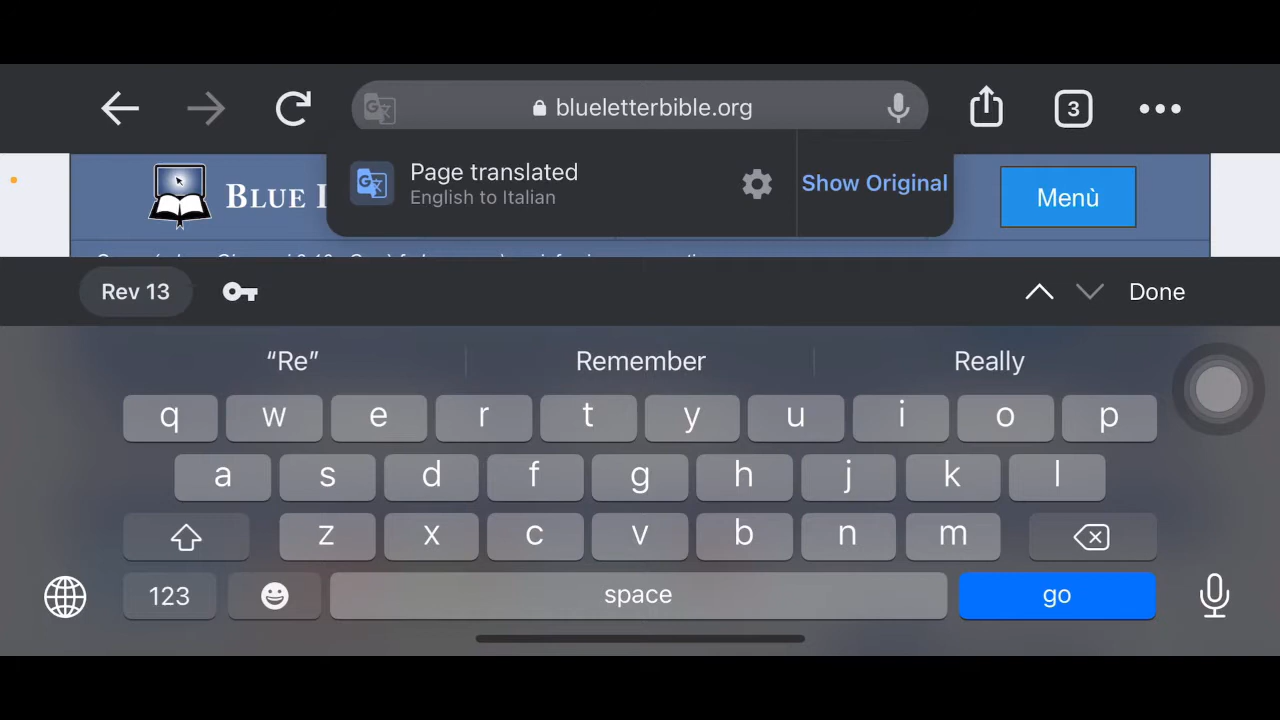 blueletterbible.org
3
Page translated
English to Italian
Show Original
BLUE
Menù
Rev 13
Done
“Re”
Remember
Really
q w e r t y u i o p
a s d f g h j k l
z x c v b n m
123
space
go